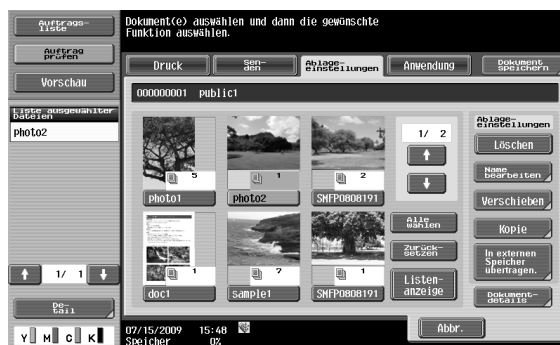 Auftrags-
liste
Auftrag
prüfen
Vorschau
Liste ausgewählter
Dateien
photo2
1/ 1
De-
tail
Y M C K
Dokument(e) auswählen und dann die gewünschte
Funktion auswählen.
Druck
Sen-
den
Ablage-
einstellungen
Anwendung
Dokument
speichern
000000001 public1
5
photo1
1
photo2
2
SMFP0808191
1
doc1
7
sample1
1
SMFP0808191
1/ 2
Alle
wählen
Zurück-
setzen
Listen-
anzeige
Ablage-
einstellungen
Löschen
Name
bearbeiten
Verschieben
Kopie
In externen
Speicher
übertragen.
Dokument-
details
07/15/2009 15:48
Speicher 0%
Abbr.